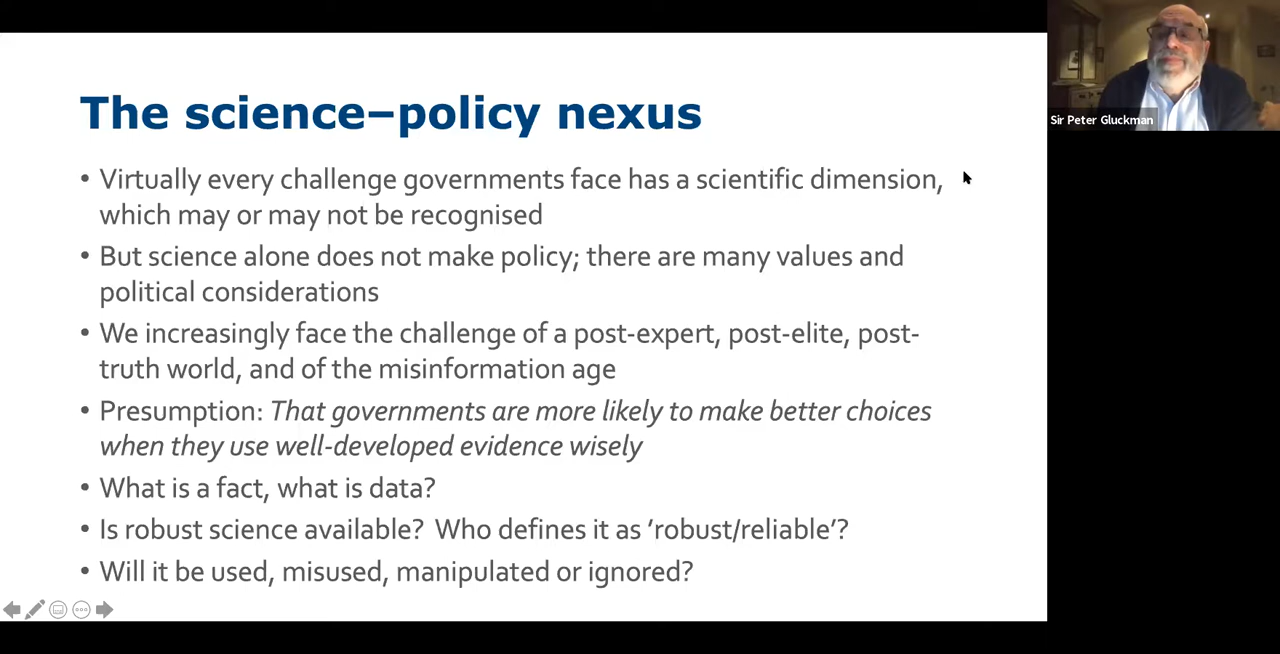 The science–policy nexus
• Virtually every challenge governments face has a scientific dimension,
which may or may not be recognised
• But science alone does not make policy; there are many values and
political considerations
• We increasingly face the challenge of a post-expert, post-elite, post-
truth world, and of the misinformation age
• Presumption: That governments are more likely to make better choices
when they use well-developed evidence wisely
• What is a fact, what is data?
• Is robust science available?  Who defines it as ‘robust/reliable’?
• Will it be used, misused, manipulated or ignored?
Sir Peter Gluckman